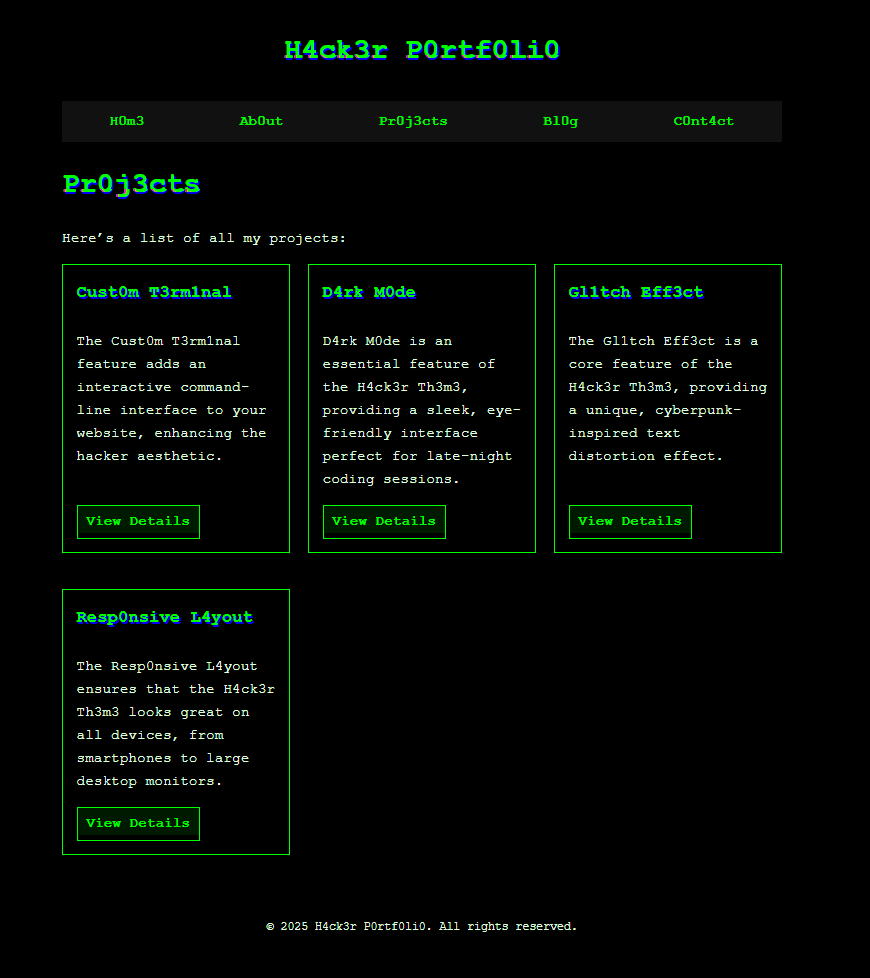 H4ck3r P0rtf0li0
H0m3 Ab0ut Pr0j3cts Bl0g C0nt4ct
Pr0j3cts
Here’s a list of all my projects:
Cust0m T3rm1nal
The Cust0m T3rm1nal
feature adds an
interactive command-
line interface to your
website, enhancing the
hacker aesthetic.
View Details
D4rk M0de
D4rk M0de is an
essential feature of
the H4ck3r Th3m3,
providing a sleek, eye-
friendly interface
perfect for late-night
coding sessions.
View Details
Gl1tch Eff3ct
The Gl1tch Eff3ct is a
core feature of the
H4ck3r Th3m3, providing
a unique, cyberpunk-
inspired text
distortion effect.
View Details
Resp0nsive L4yout
The Resp0nsive L4yout
ensures that the H4ck3r
Th3m3 looks great on
all devices, from
smartphones to large
desktop monitors.
View Details
© 2025 H4ck3r P0rtf0li0. All rights reserved.